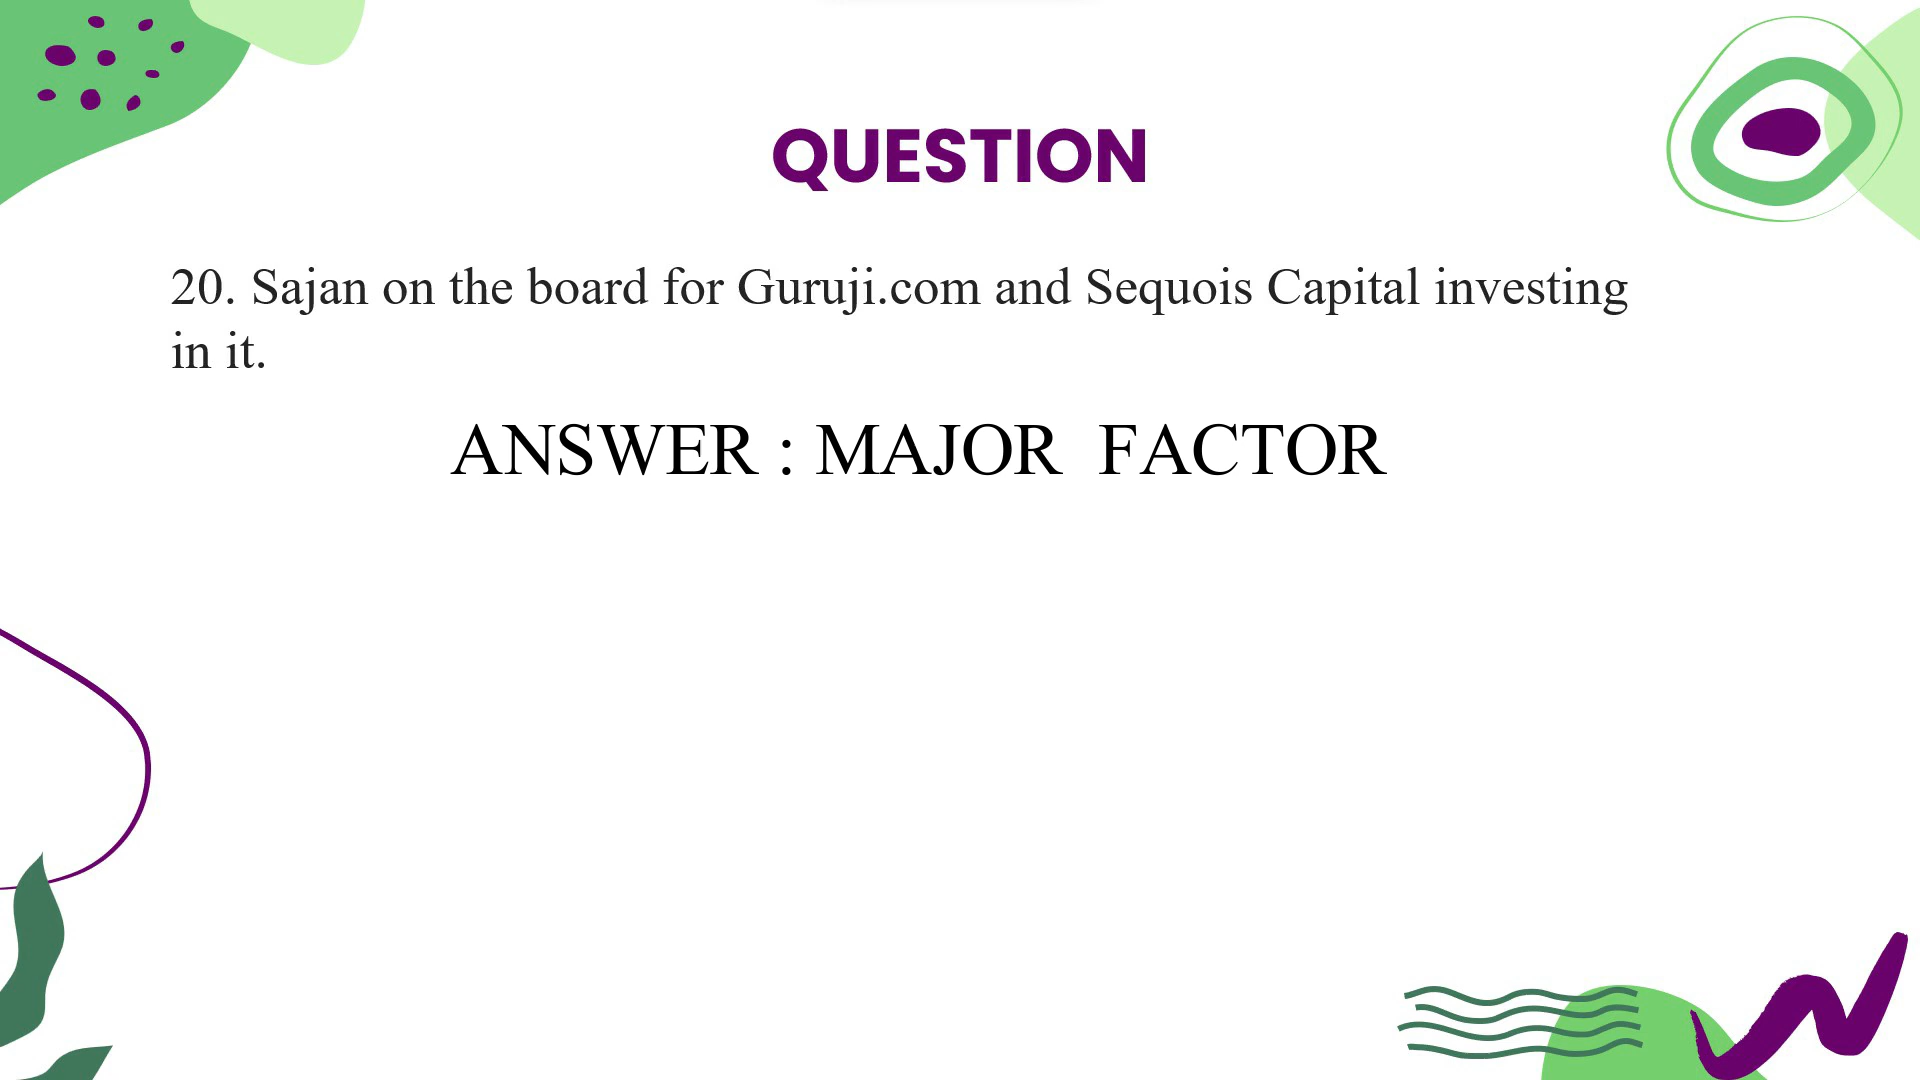 QUESTION
20. Sajan on the board for Guruji.com and Sequois Capital investing
in it.
ANSWER : MAJOR  FACTOR